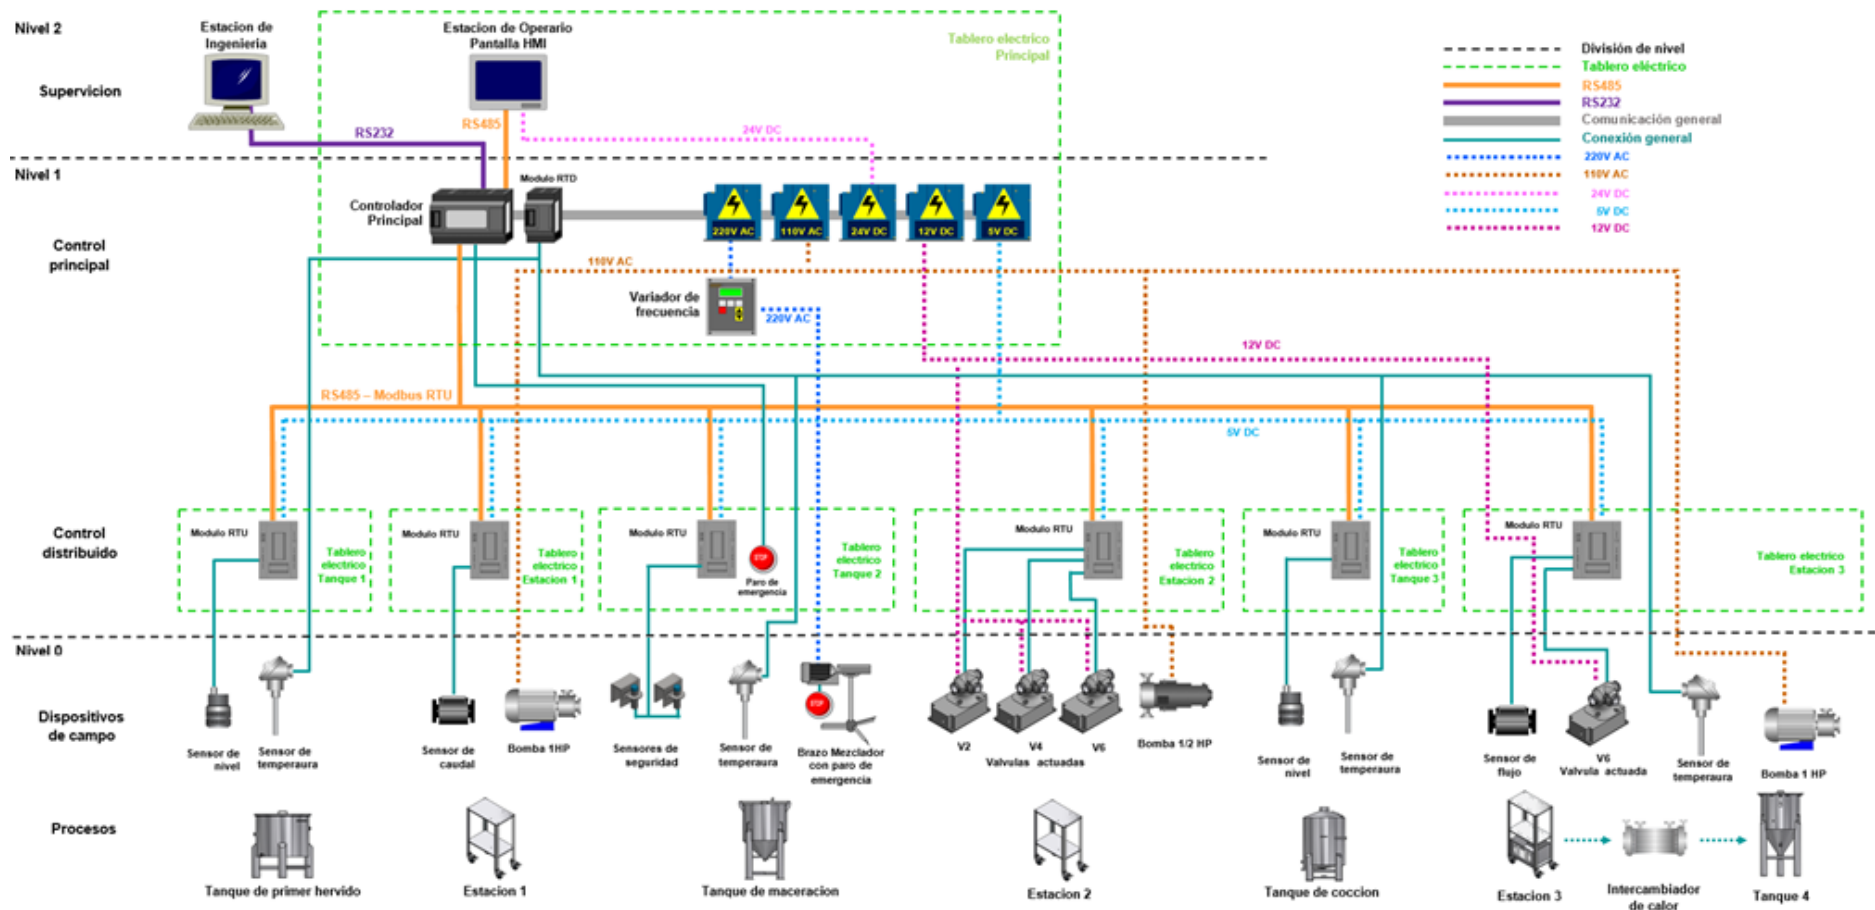 Nivel 2
Supervicion
Estacion de
Ingenieria
Estacion de Operario
Pantalla HMI
Tablero electrico
Principal
RS232
RS485
24V DC
División de nivel
Tablero eléctrico
RS485
RS232
Comunicación general
Conexión general
220V AC
110V AC
24V DC
5V DC
12V DC
Nivel 1
Control
principal
Controlador
Principal
Modulo RTD
220V AC
110V AC
24V DC
12V DC
5V DC
110V AC
Variador de
frecuencia
220V AC
12V DC
RS485 – Modbus RTU
5V DC
Control
distribuido
Modulo RTU
Tablero
electrico
Tanque 1
Modulo RTU
Tablero
electrico
Estacion 1
Modulo RTU
STOP
Paro de
emergencia
Tablero
electrico
Tanque 2
Modulo RTU
Tablero
electrico
Estacion 2
Modulo RTU
Tablero
electrico
Tanque 3
Modulo RTU
Tablero electrico
Estacion 3
Nivel 0
Dispositivos
de campo
Sensor de
nivel
Sensor de
temperaura
Sensor de
caudal
Bomba 1HP
Sensores de
seguridad
Sensor de
temperaura
STOP
Brazo Mezclador
con paro de
emergencia
V2
V4
V6
Valvulas actuadas
Bomba 1/2 HP
Sensor de
nivel
Sensor de
temperaura
Sensor de
flujo
V6
Valvula actuada
Sensor de
temperaura
Bomba 1 HP
Procesos
Tanque de primer hervido
Estacion 1
Tanque de maceracion
Estacion 2
Tanque de coccion
Estacion 3
Intercambiador
de calor
Tanque 4